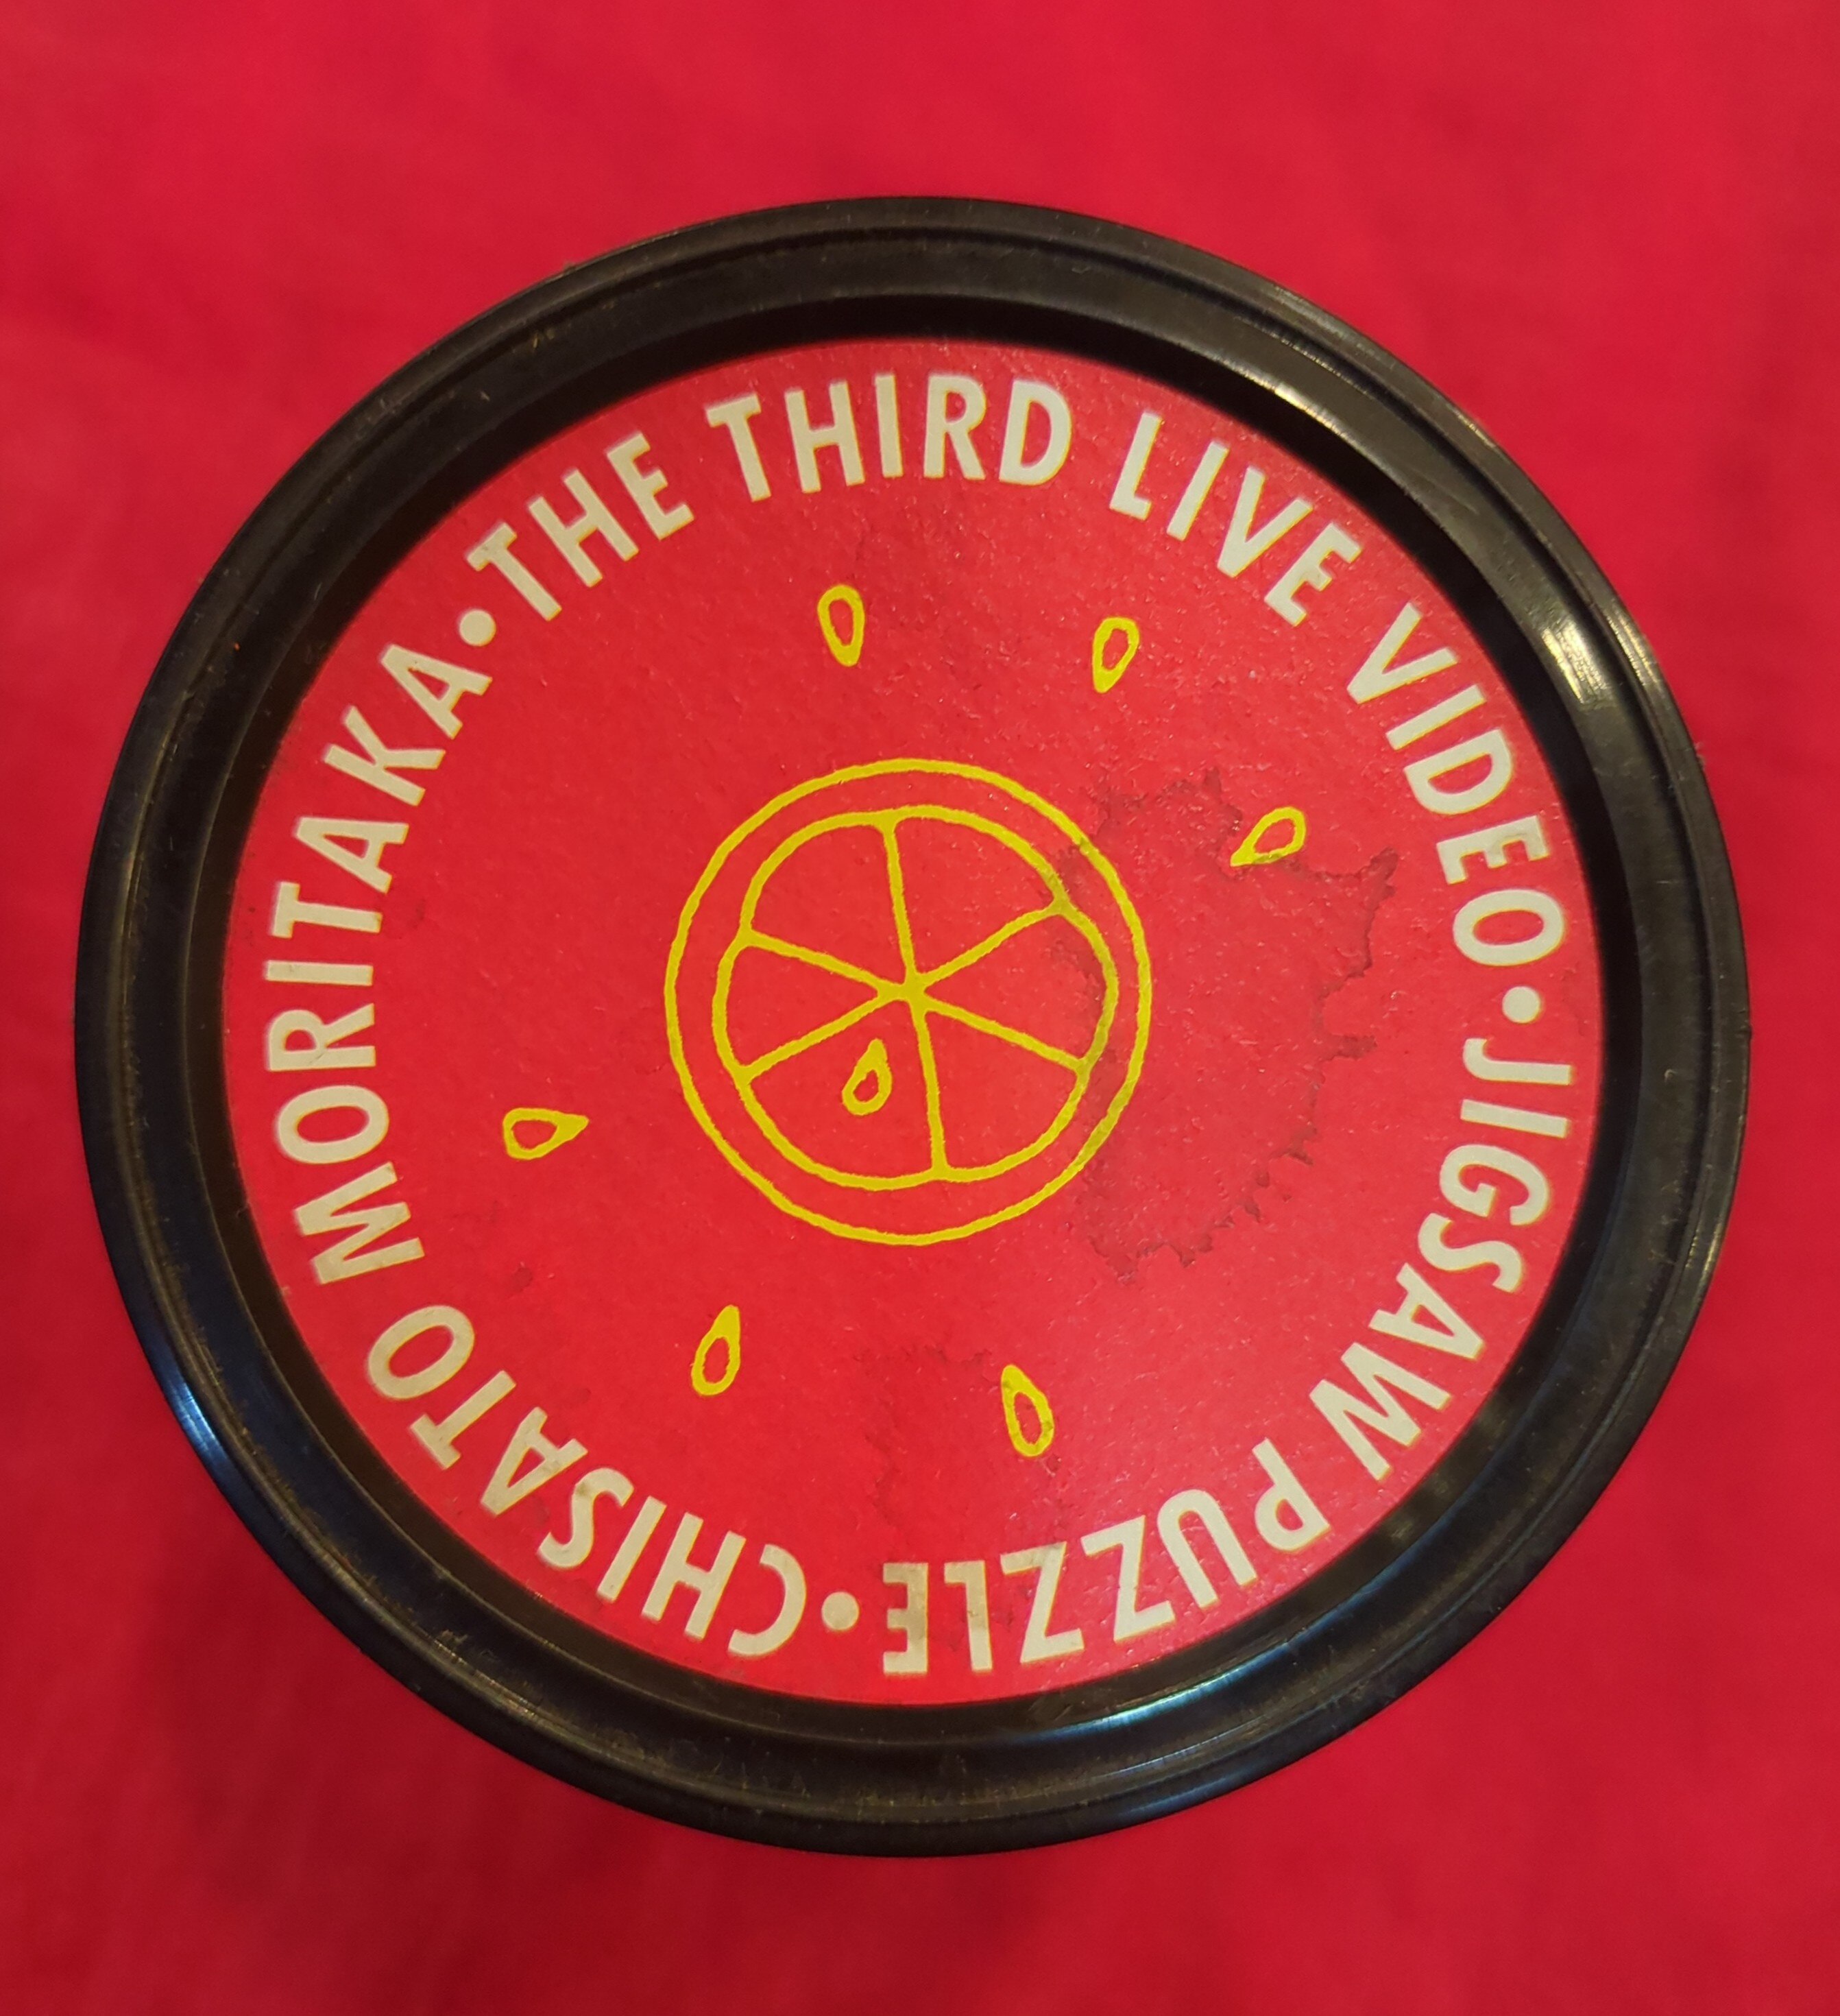 CHISATO MORITAKA•THE THIRD LIVE VIDEO•JIGSAW PUZZLE•